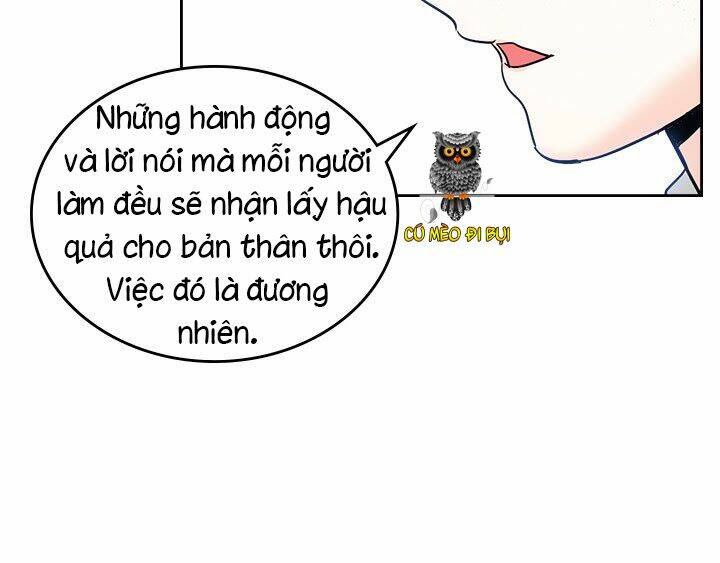 Những hành động
và lời nói mà mỗi người
làm đều sẽ nhận lấy hậu
quả cho bản thân thôi.
Việc đó là đương
nhiên.
CÚ MÈO ĐI BỤI